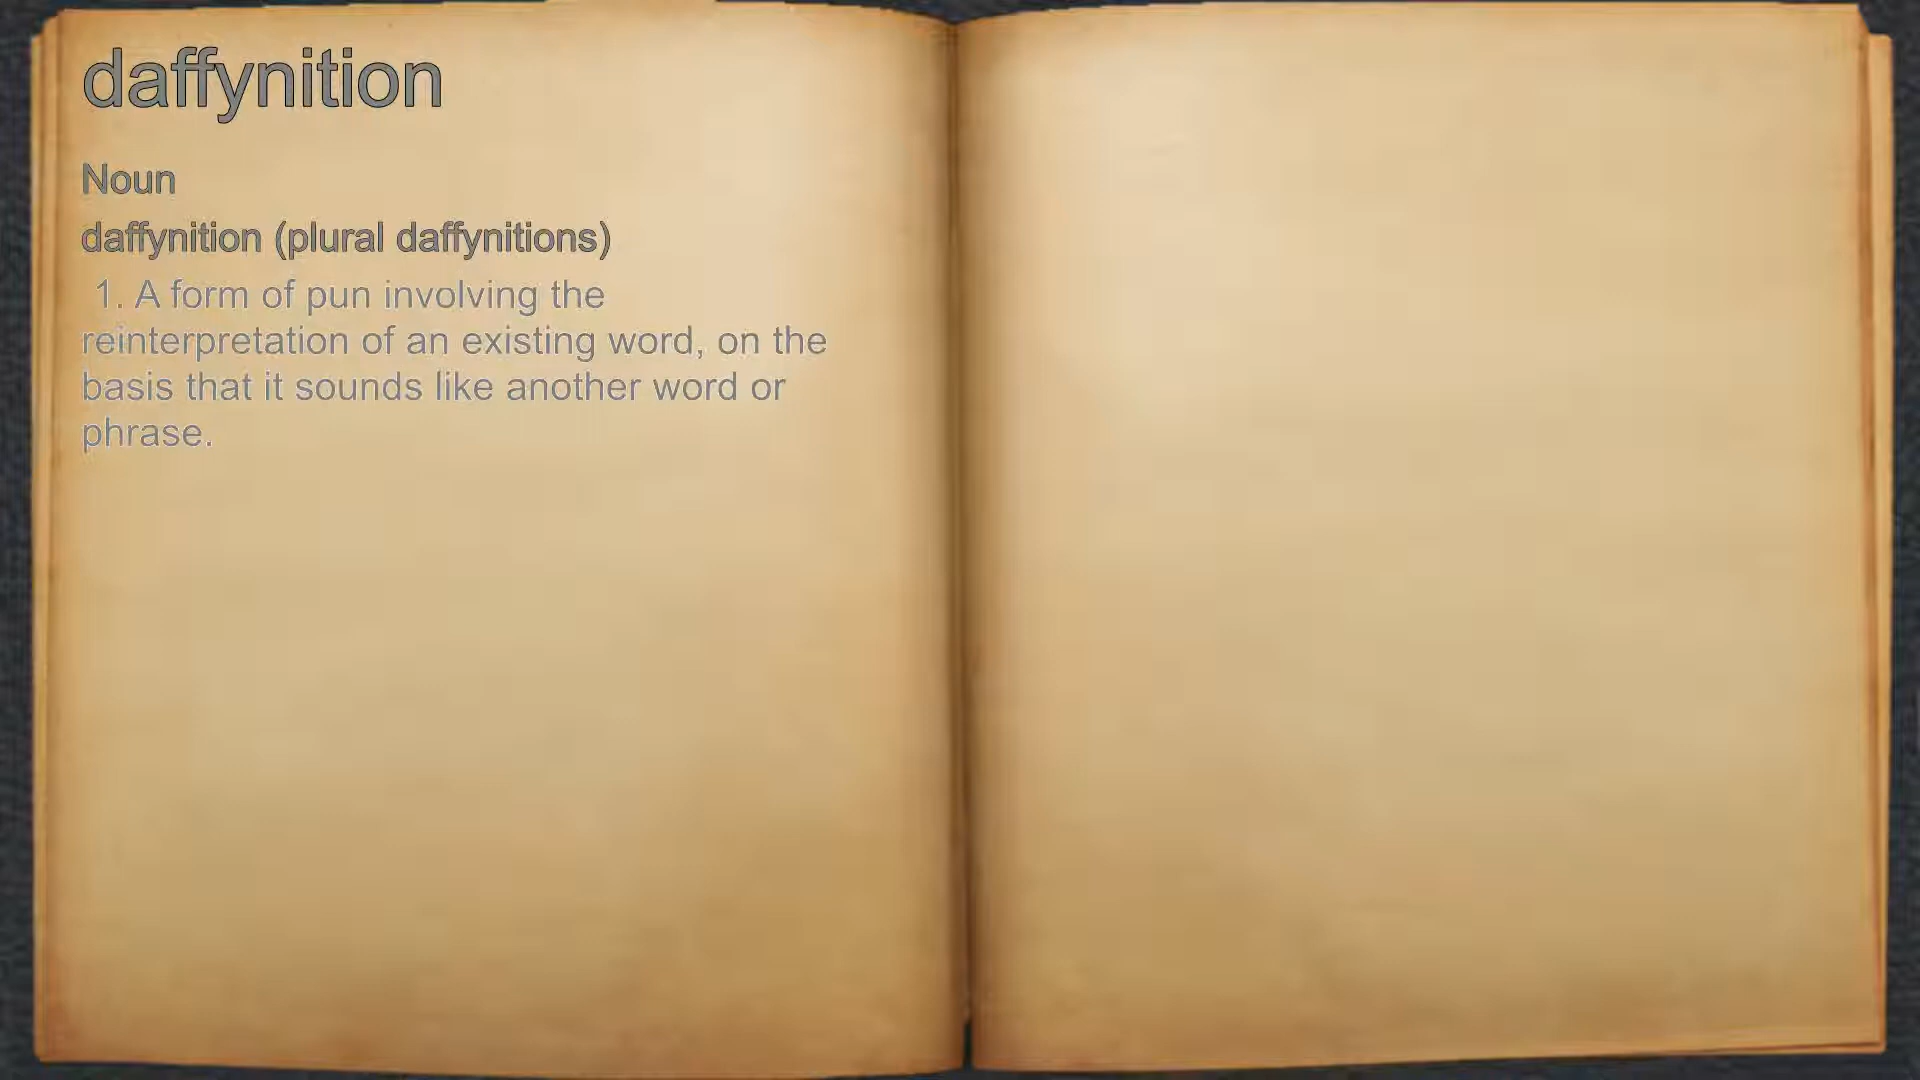 daffynition
Noun
daffynition (plural daffynitions)
1. A form of pun involving the
reinterpretation of an existing word, on the
basis that it sounds like another word or
phrase.